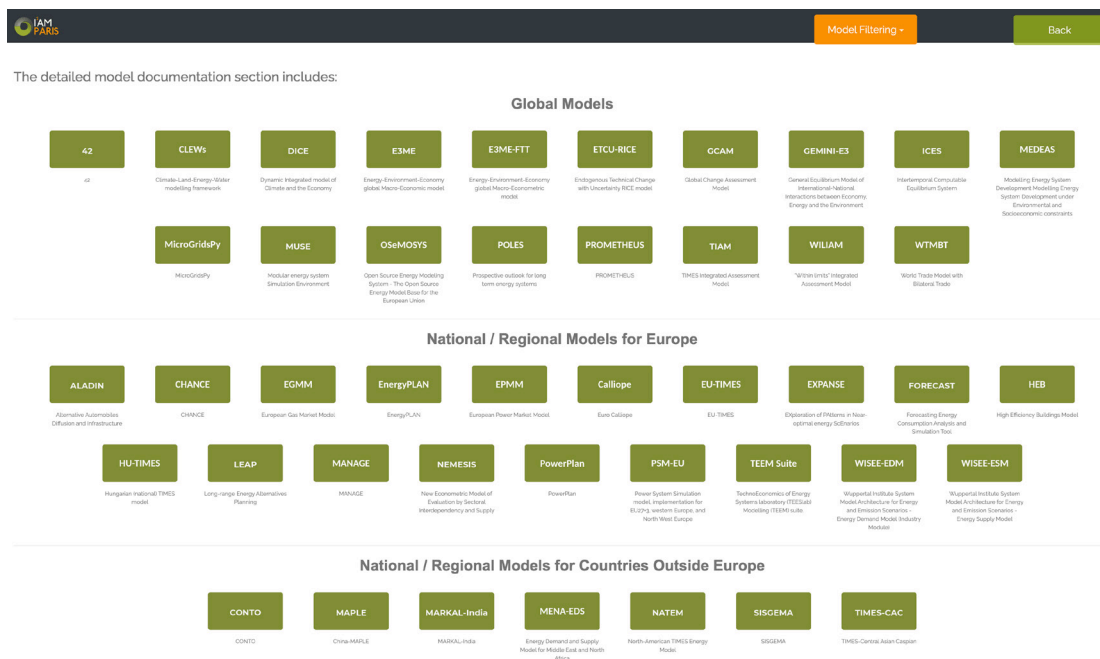 I²AM
PARIS
Model Filtering
Back
The detailed model documentation section includes:
Global Models
42
CLEWs
DICE
E3ME
E3ME-FTT
ETCU-RICE
GCAM
GEMINI-E3
ICES
MEDEAS
42
Climate-Land-Energy-Water
modelling framework
Dynamic Integrated model of
Climate and the Economy
Energy-Environment-Economy
global Macro-Economic model
Energy-Environment-Economy
global Macro-Econometric
model
Endogenous Technical Change
with Uncertainty RICE model
Global Change Assessment
Model
General Equilibrium Model of
International-National
Interactions between Economy
Energy and the Environment
Intertemporal Computable
Equilibrium System
Modelling Energy System
Development Modelling Energy
System Development under
Environmental and
Socioeconomic constraints
MicroGridsPy
MUSE
OSeMOSYS
POLES
PROMETHEUS
TIAM
WILIAM
WTMBT
MicroGridsPy
Modular energy system
Simulation Environment
Open Source Energy Modeling
System - The Open Source
Energy Model Base for the
European Union
Prospective outlook for long
term energy systems
PROMETHEUS
TIMES Integrated Assessment
Model
"Within limits" Integrated
Assessment Model
World Trade Model with
Bilateral Trade
National / Regional Models for Europe
ALADIN
CHANCE
EGMM
EnergyPLAN
EPMM
Calliope
EU-TIMES
EXPANSE
FORECAST
HEB
Alternative Automobiles
Diffusion and Infrastructure
CHANCE
European Gas Market Model
EnergyPLAN
European Power Market Model
Euro Calliope
EU-TIMES
EXploration of PAtterns in Near-
optimal energy ScEnarios
Forecasting Energy
Consumption Analysis and
Simulation Tool
High Efficiency Buildings Model
HU-TIMES
LEAP
MANAGE
NEMESIS
PowerPlan
PSM-EU
TEEM Suite
WISEE-EDM
WISEE-ESM
Hungarian (national) TIMES
model
Long-range Energy Alternatives
Planning
MANAGE
New Econometric Model of
Evaluation by Sectoral
Interdependency and Supply
PowerPlan
Power System Simulation
model, implementation for
EU27+3, western Europe, and
North West Europe
TechnoEconomics of Energy
Systems laboratory (TEESlab)
Modelling (TEEM) suite.
Wuppertal Institute System
Model Architecture for Energy
and Emission Scenarios -
Energy Demand Model (Industry
Module)
Wuppertal Institute System
Model Architecture for Energy
and Emission Scenarios -
Energy Supply Model
National / Regional Models for Countries Outside Europe
CONTO
MAPLE
MARKAL-India
MENA-EDS
NATEM
SISGEMA
TIMES-CAC
CONTO
China-MAPLE
MARKAL-India
Energy Demand and Supply
Model for Middle East and North
Africa
North-American TIMES Energy
Model
SISGEMA
TIMES-Central Asian Caspian